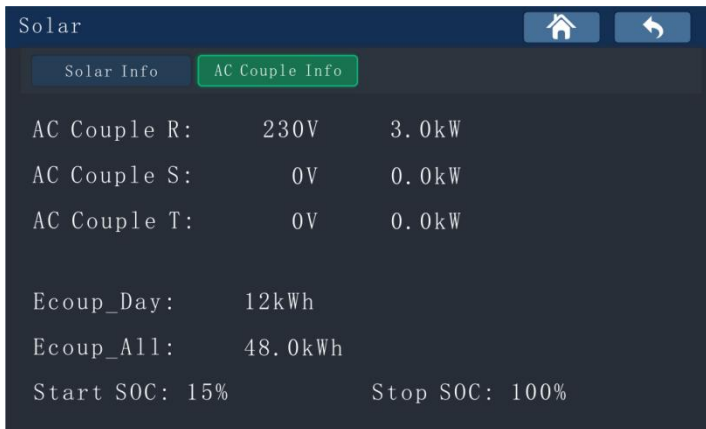 Solar
Solar Info AC Couple Info
AC Couple R: 230V 3.0kW
AC Couple S: 0V 0.0kW
AC Couple T: 0V 0.0kW
Ecoup_Day: 12kWh
Ecoup_All: 48.0kWh
Start SOC: 15% Stop SOC: 100%